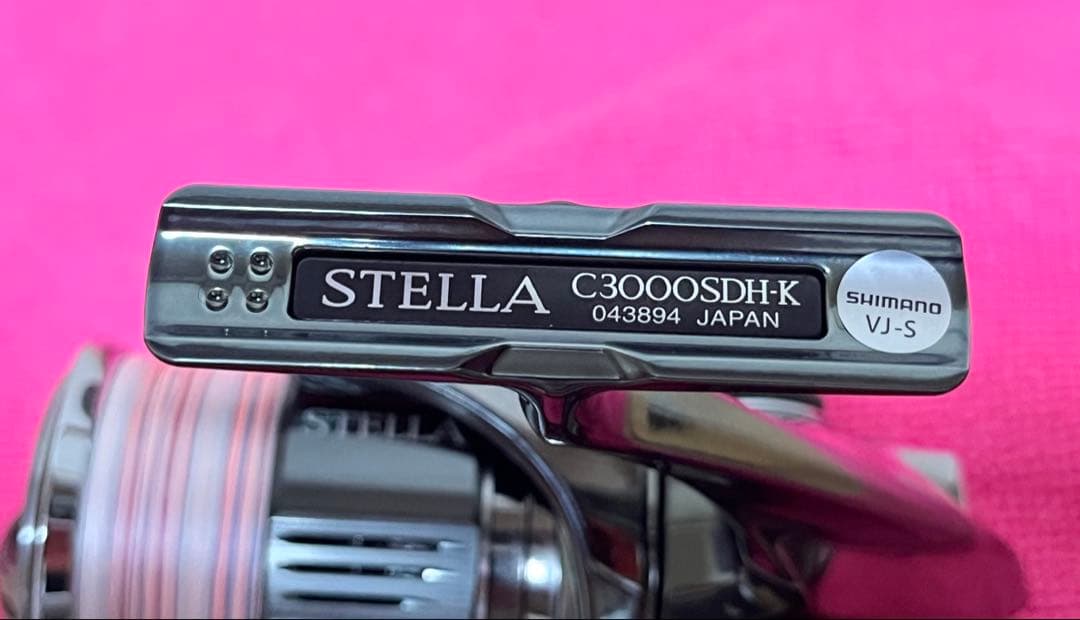 STELLA C3000SDH-K
043894 JAPAN
SHIMANO
VJ-S
STELLA